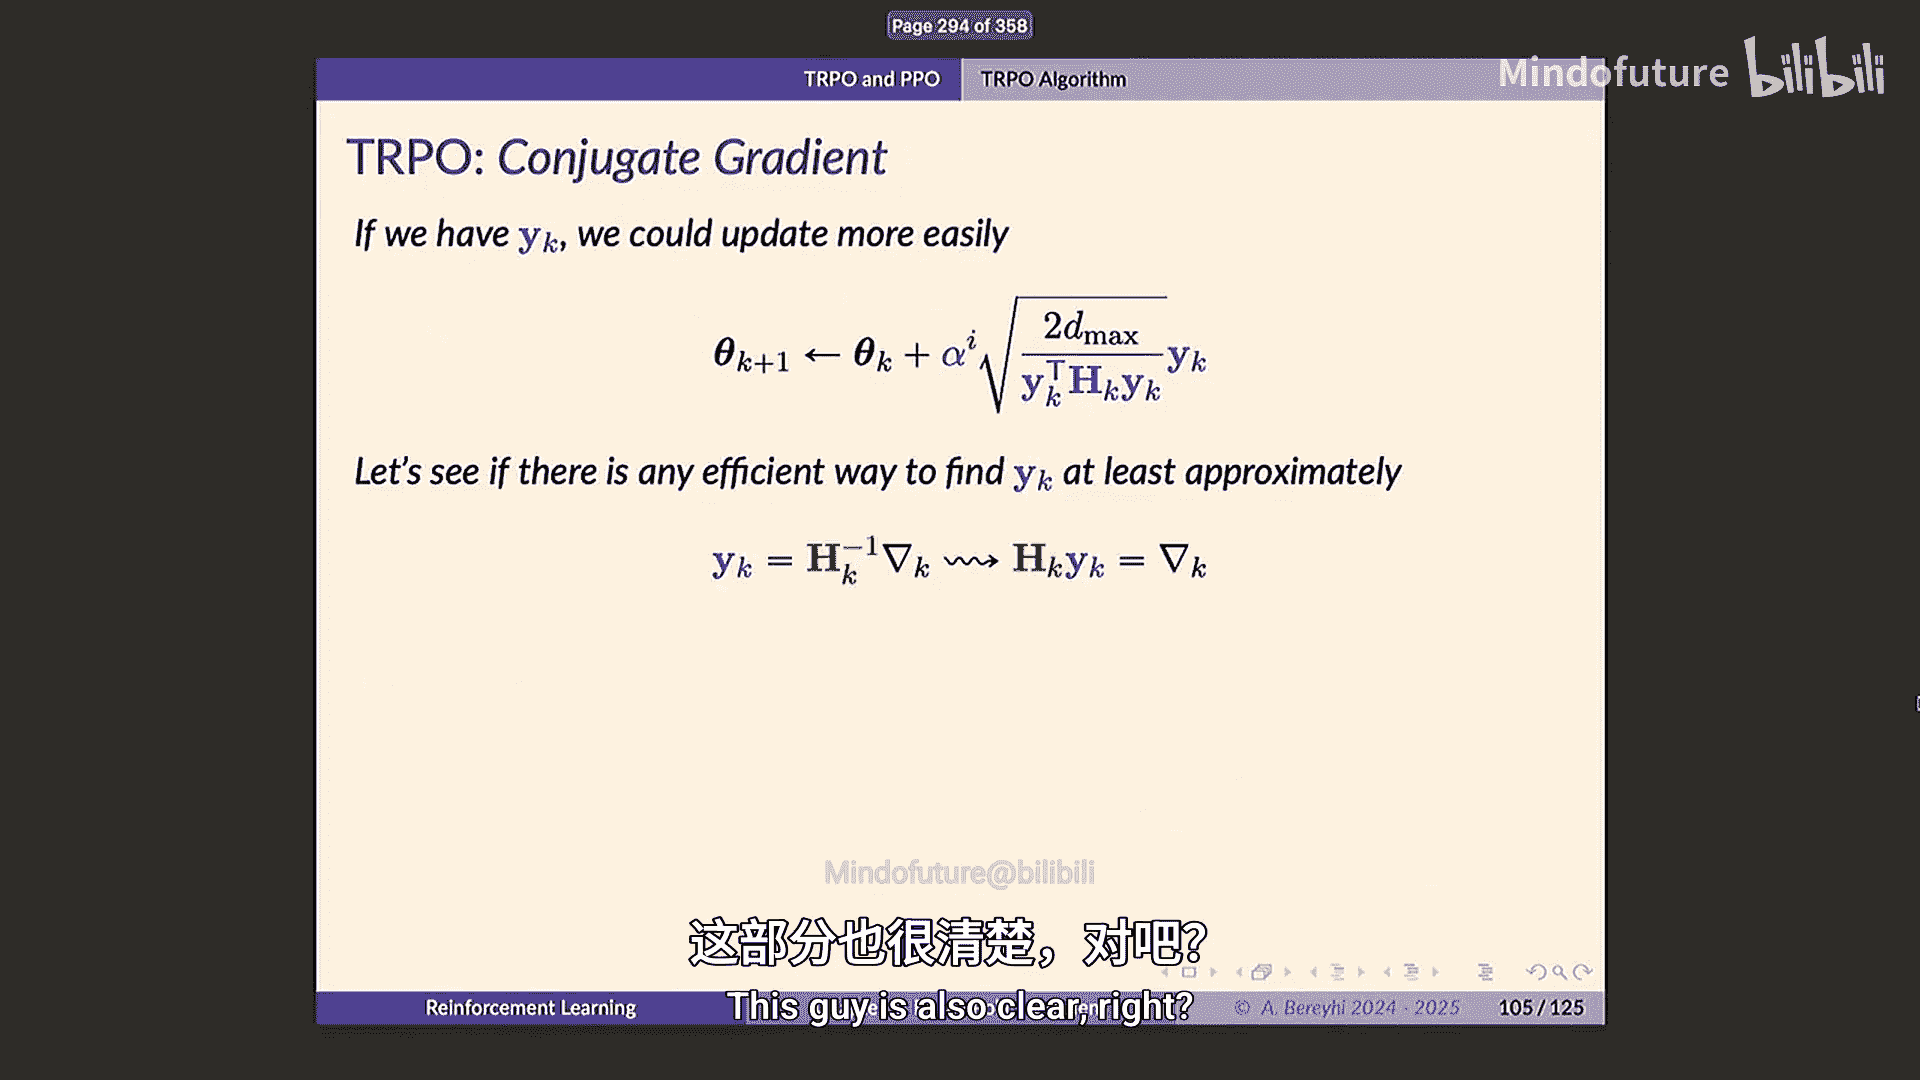 Page 294 of 358
Mindofuture bilibili
TRPO and PPO TRPO Algorithm
TRPO: Conjugate Gradient
If we have y_k, we could update more easily
θ_{k+1} ← θ_k + α^i √(2d_max / (y_k^⊤ H_k y_k)) y_k
Let's see if there is any efficient way to find y_k at least approximately
y_k = H_k^{-1} ∇_k ⇝ H_k y_k = ∇_k
Mindofuture@bilibili
这部分也很清楚，对吧？
Reinforcement Learning
This guy is also clear, right?
© A. Bereyhi 2024 - 2025 105 / 125